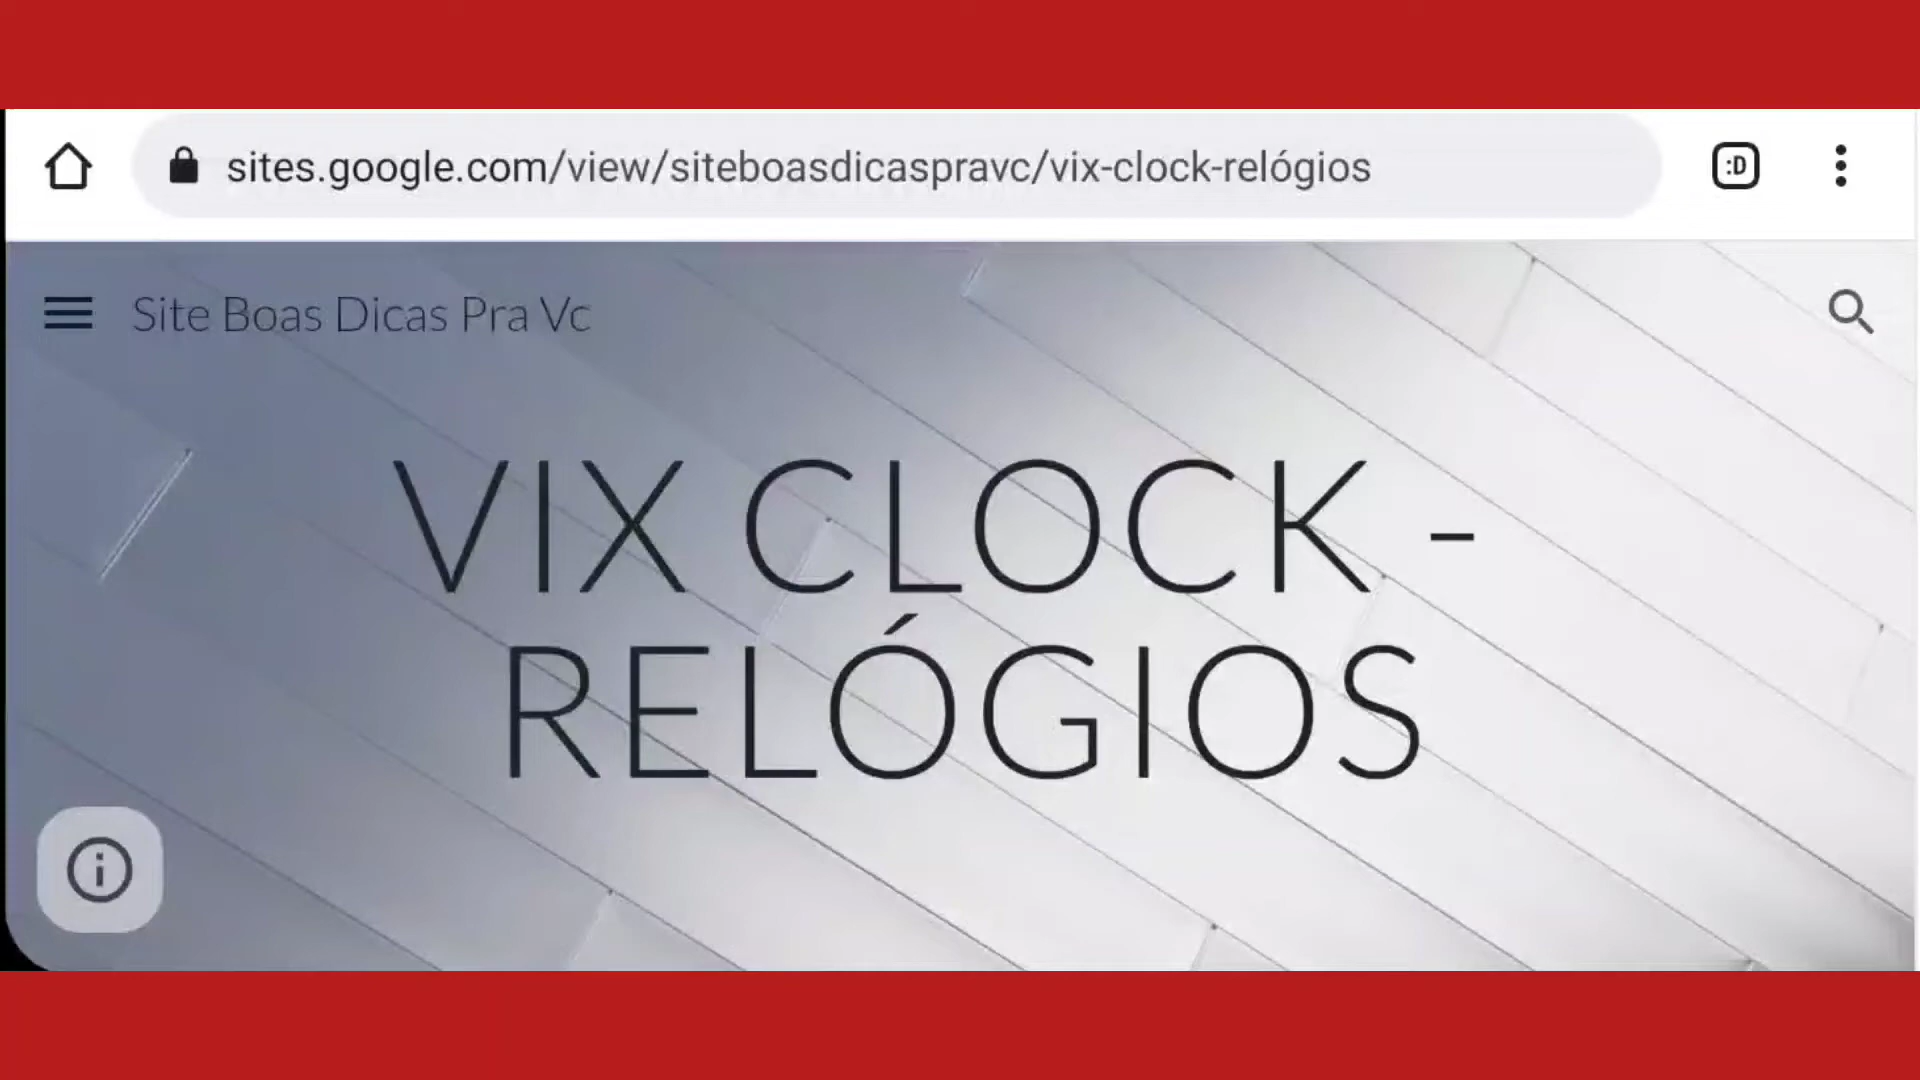 sites.google.com/view/siteboasdicaspravc/vix-clock-relógios
:D
Site Boas Dicas Pra Vc
VIX CLOCK -
RELÓGIOS